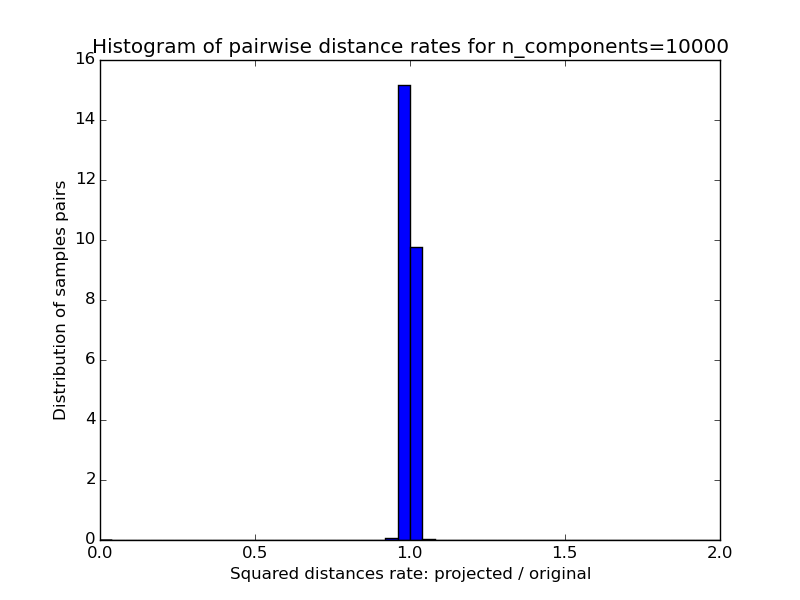 Histogram of pairwise distance rates for n_components=10000
16
14
12
10
8
6
4
2
0
Distribution of samples pairs
0.0 0.5 1.0 1.5 2.0
Squared distances rate: projected / original